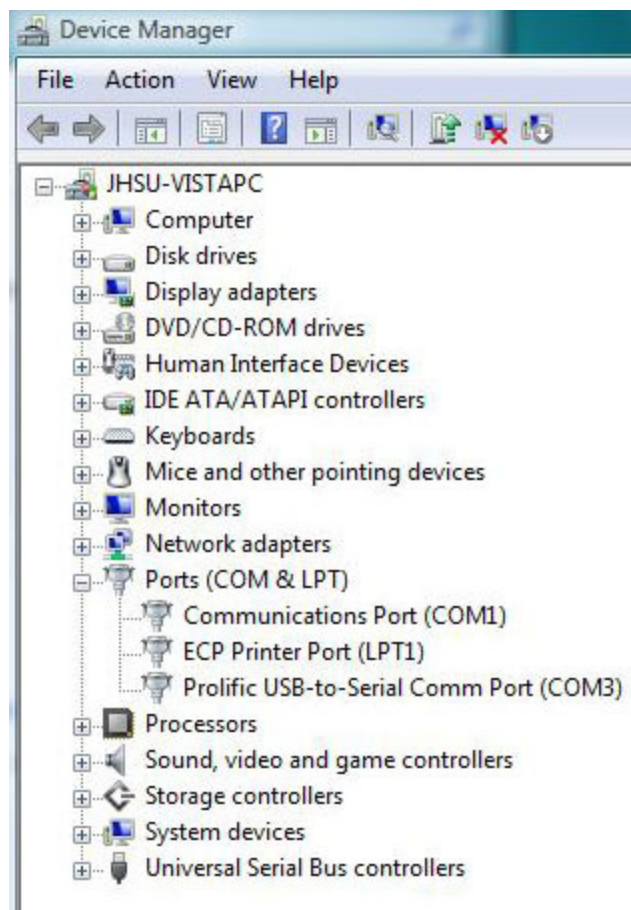 Device Manager
File Action View Help
JHSU-VISTAPC
Computer
Disk drives
Display adapters
DVD/CD-ROM drives
Human Interface Devices
IDE ATA/ATAPI controllers
Keyboards
Mice and other pointing devices
Monitors
Network adapters
Ports (COM & LPT)
Communications Port (COM1)
ECP Printer Port (LPT1)
Prolific USB-to-Serial Comm Port (COM3)
Processors
Sound, video and game controllers
Storage controllers
System devices
Universal Serial Bus controllers